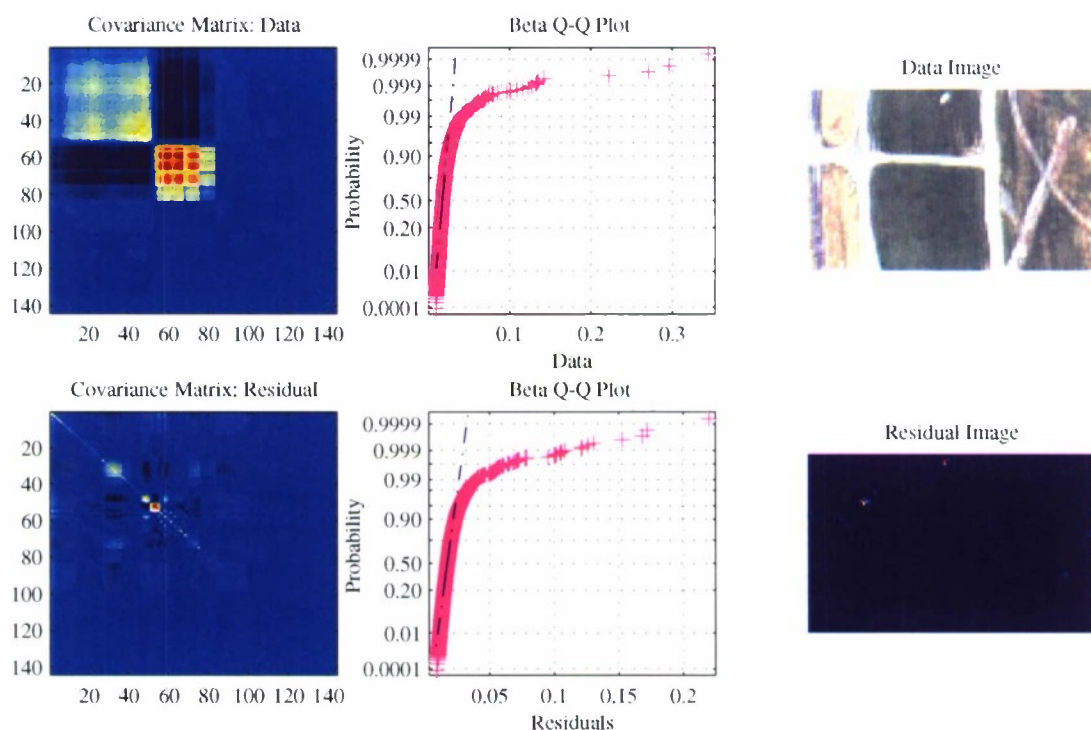 Covariance Matrix: Data
20
40
60
80
100
120
140
20 40 60 80 100 120 140
Beta Q-Q Plot
Probability
0.9999
0.999
0.99
0.90
0.50
0.20
0.01
0.0001
0.1 0.2 0.3
Data
Data Image
Covariance Matrix: Residual
20
40
60
80
100
120
140
20 40 60 80 100 120 140
Beta Q-Q Plot
Probability
0.9999
0.99
0.90
0.50
0.20
0.01
0.0001
0.05 0.1 0.15 0.2
Residuals
Residual Image